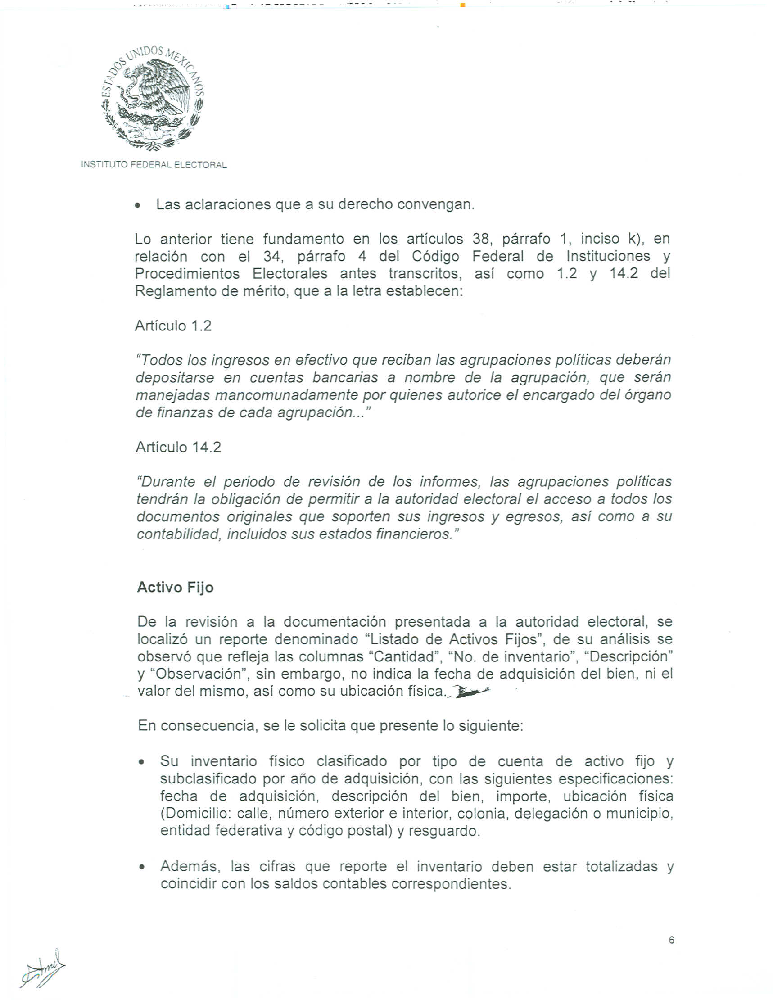 ESTADOS UNIDOS MEXICANOS
INSTITUTO FEDERAL ELECTORAL
• Las aclaraciones que a su derecho convengan.
Lo anterior tiene fundamento en los artículos 38, párrafo 1, inciso k), en
relación con el 34, párrafo 4 del Código Federal de Instituciones y
Procedimientos Electorales antes transcritos, así como 1.2 y 14.2 del
Reglamento de mérito, que a la letra establecen:
Artículo 1.2
“Todos los ingresos en efectivo que reciban las agrupaciones políticas deberán
depositarse en cuentas bancarias a nombre de la agrupación, que serán
manejadas mancomunadamente por quienes autorice el encargado del órgano
de finanzas de cada agrupación...”
Artículo 14.2
“Durante el periodo de revisión de los informes, las agrupaciones políticas
tendrán la obligación de permitir a la autoridad electoral el acceso a todos los
documentos originales que soporten sus ingresos y egresos, así como a su
contabilidad, incluidos sus estados financieros.”
Activo Fijo
De la revisión a la documentación presentada a la autoridad electoral, se
localizó un reporte denominado “Listado de Activos Fijos”, de su análisis se
observó que refleja las columnas “Cantidad”, “No. de inventario”, “Descripción”
y “Observación”, sin embargo, no indica la fecha de adquisición del bien, ni el
valor del mismo, así como su ubicación física.
En consecuencia, se le solicita que presente lo siguiente:
• Su inventario físico clasificado por tipo de cuenta de activo fijo y
subclasificado por año de adquisición, con las siguientes especificaciones:
fecha de adquisición, descripción del bien, importe, ubicación física
(Domicilio: calle, número exterior e interior, colonia, delegación o municipio,
entidad federativa y código postal) y resguardo.
• Además, las cifras que reporte el inventario deben estar totalizadas y
coincidir con los saldos contables correspondientes.
6